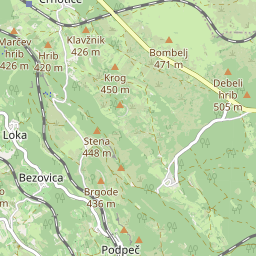 Črnotiče
Marčev
hrib
426 m
Hrib
420 m
Klavžnik
426 m
Krog
450 m
Bombelj
471 m
Debeli
hrib
505 m
Loka
Stena
448 m
Bezovica
Brgode
436 m
Podpeč